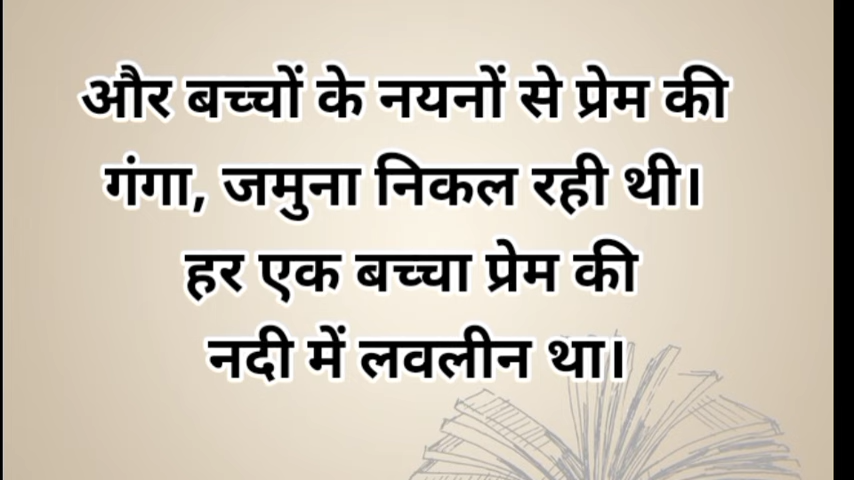 और बच्चों के नयनों से प्रेम की
गंगा, जमुना निकल रही थी।
हर एक बच्चा प्रेम की
नदी में लवलीन था।